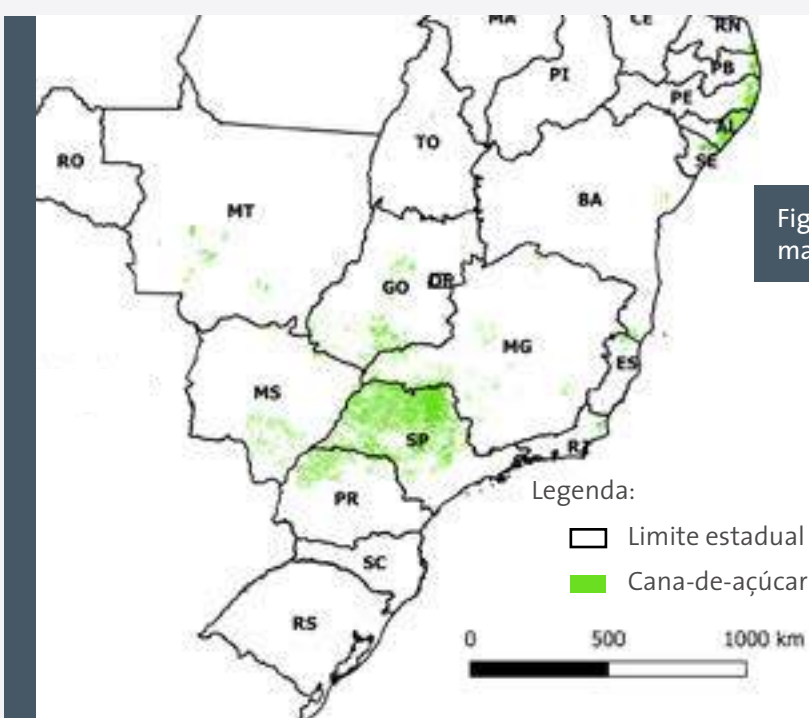 MA
CE
RN
PI
PB
PE
AL
SE
TO
RO
MT
BA
GO
DF
MG
ES
MS
SP
RJ
PR
SC
RS
Fig
ma
Legenda:
Limite estadual
Cana-de-açúcar
0 500 1000 km